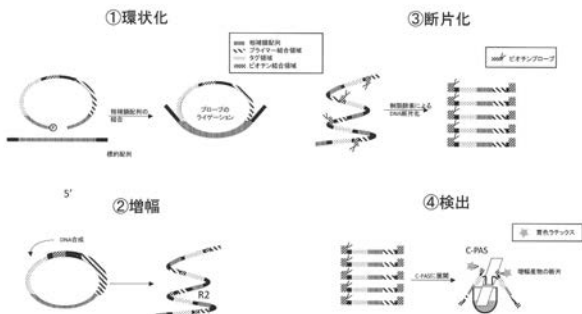 ①環状化
相補鎖配列
プライマー結合領域
タグ領域
ビオチン結合領域
P
相補鎖配列の
結合
プローブの
ライゲーション
標的配列
③断片化
ビオチンプローブ
制限酵素による
DNA断片化
5'
②増幅
DNA合成
R2
④検出
着色ラテックス
C-PAS
C-PASに展開
増幅産物の断片